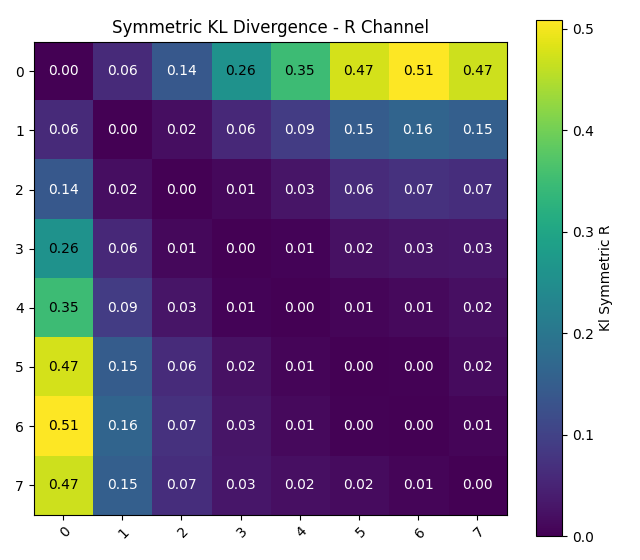 Symmetric KL Divergence - R Channel
0 0.00 0.06 0.14 0.26 0.35 0.47 0.51 0.47
1 0.06 0.00 0.02 0.06 0.09 0.15 0.16 0.15
2 0.14 0.02 0.00 0.01 0.03 0.06 0.07 0.07
3 0.26 0.06 0.01 0.00 0.01 0.02 0.03 0.03
4 0.35 0.09 0.03 0.01 0.00 0.01 0.01 0.02
5 0.47 0.15 0.06 0.02 0.01 0.00 0.00 0.02
6 0.51 0.16 0.07 0.03 0.01 0.00 0.00 0.01
7 0.47 0.15 0.07 0.03 0.02 0.02 0.01 0.00
0 1 2 3 4 5 6 7
0.5
0.4
0.3
0.2
0.1
0.0
Kl Symmetric R